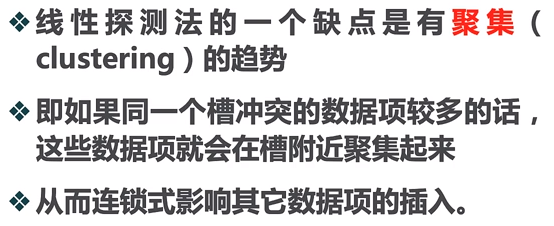 线性探测法的一个缺点是有聚集（
clustering）的趋势
即如果同一个槽冲突的数据项较多的话，
这些数据项就会在槽附近聚集起来
从而连锁式影响其它数据项的插入。